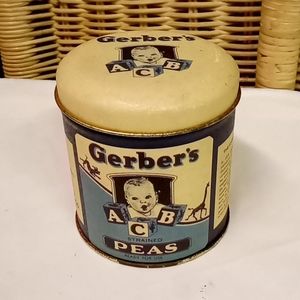 Gerber's
A C B
Gerber's
A C B
STRAINED
PEAS
READY FOR USE